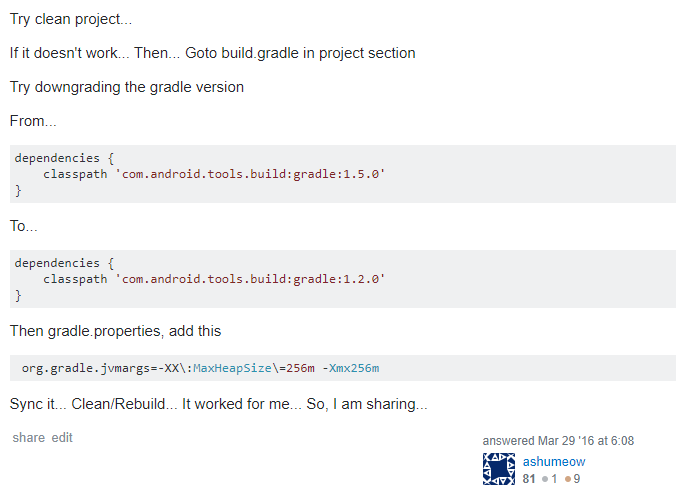 Try clean project...
If it doesn't work... Then... Goto build.gradle in project section
Try downgrading the gradle version
From...
dependencies {
    classpath 'com.android.tools.build:gradle:1.5.0'
}
To...
dependencies {
    classpath 'com.android.tools.build:gradle:1.2.0'
}
Then gradle.properties, add this
org.gradle.jvmargs=-XX\:MaxHeapSize\=256m -Xmx256m
Sync it... Clean/Rebuild... It worked for me... So, I am sharing...
share edit
answered Mar 29 '16 at 6:08
ashumeow
81 ●1 ●9